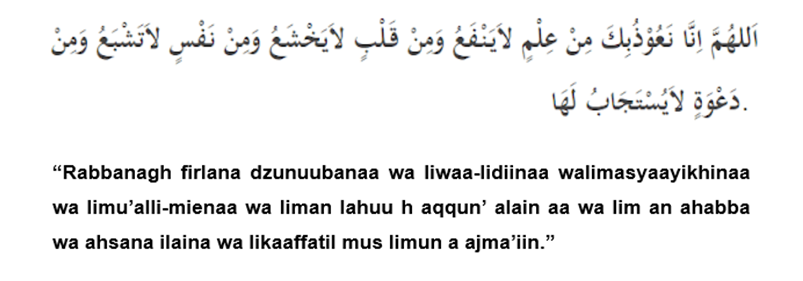 اَللهُمَّ اِنَّا نَعُوْذُبِكَ مِنْ عِلْمٍ لاَيَنْفَعُ وَمِنْ قَلْبٍ لاَيَخْشَعُ وَمِنْ نَفْسٍ لاَتَشْبَعُ وَمِنْ
دَعْوَةٍ لاَيُسْتَجَابُ لَهَا.
“Rabbanagh firlana dzunuubanaa wa liwaa-lidiinaa walimasyaayikhinaa
wa limu’alli-mienaa wa liman lahuu h aqqun’ alain aa wa lim an ahabba
wa ahsana ilaina wa likaaffatil mus limun a ajma’iin.”